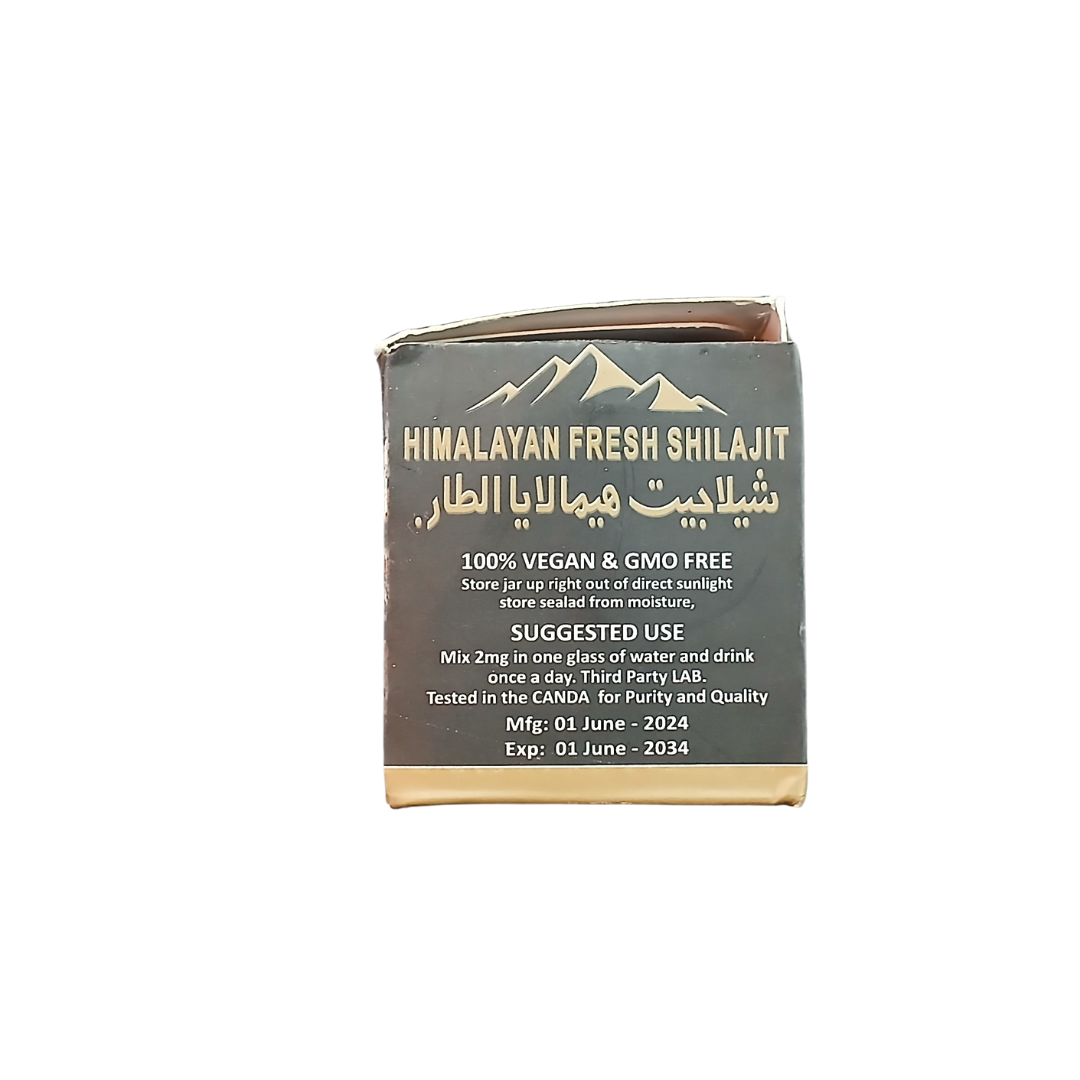 HIMALAYAN FRESH SHILAJIT
شيلاجيت هيمالايا الطار.
100% VEGAN & GMO FREE
Store jar up right out of direct sunlight
store sealad from moisture,
SUGGESTED USE
Mix 2mg in one glass of water and drink
once a day. Third Party LAB.
Tested in the CANDA for Purity and Quality
Mfg: 01 June - 2024
Exp: 01 June - 2034